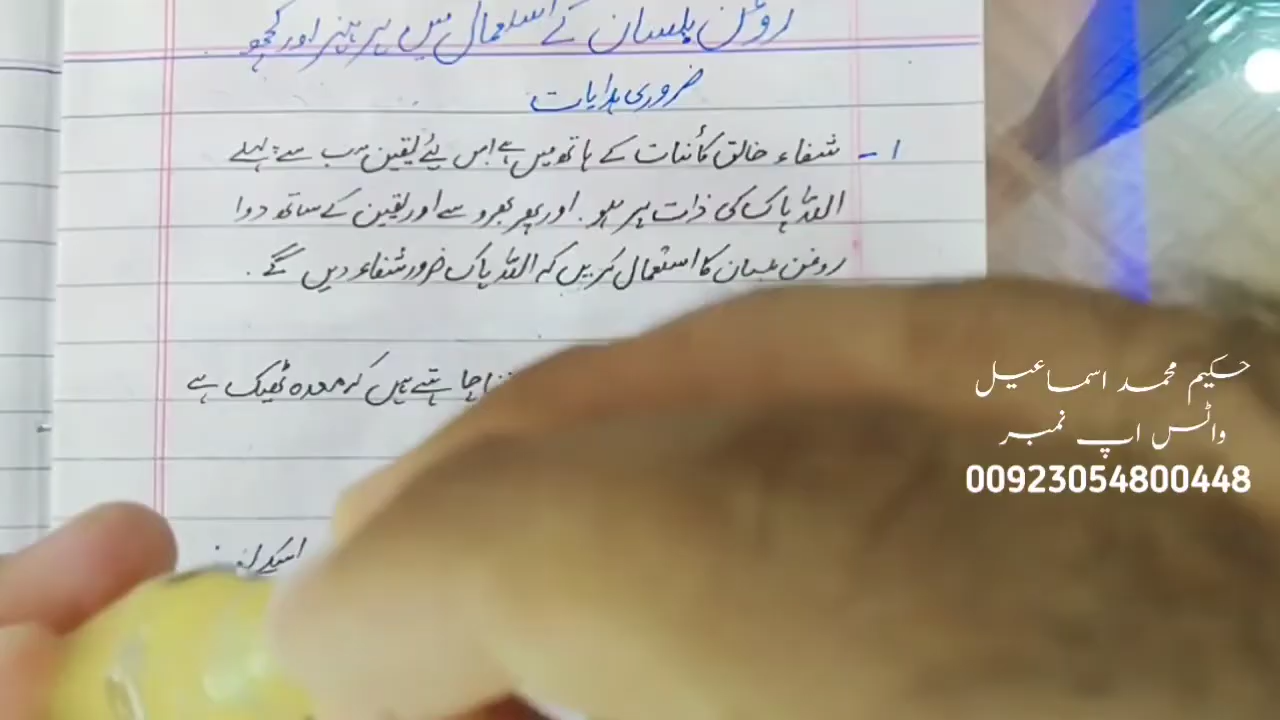 روغن بلسان کے استعمال میں پرہیز اور کچھ
ضروری ہدایات
۱- شفاء خالق کائنات کے ہاتھ میں ہے اس لیے یقین سب سے پہلے
اللہ پاک کی ذات پر ہو۔ اور پھر بھروسے اور یقین کے ساتھ دوا
روغن بلسان کا استعمال کریں کہ اللہ پاک ضرور شفاء دیں گے۔
چاہتے ہیں کہ معدہ ٹھیک ہے
حکیم محمد اسماعیل
واٹس اپ نمبر
00923054800448